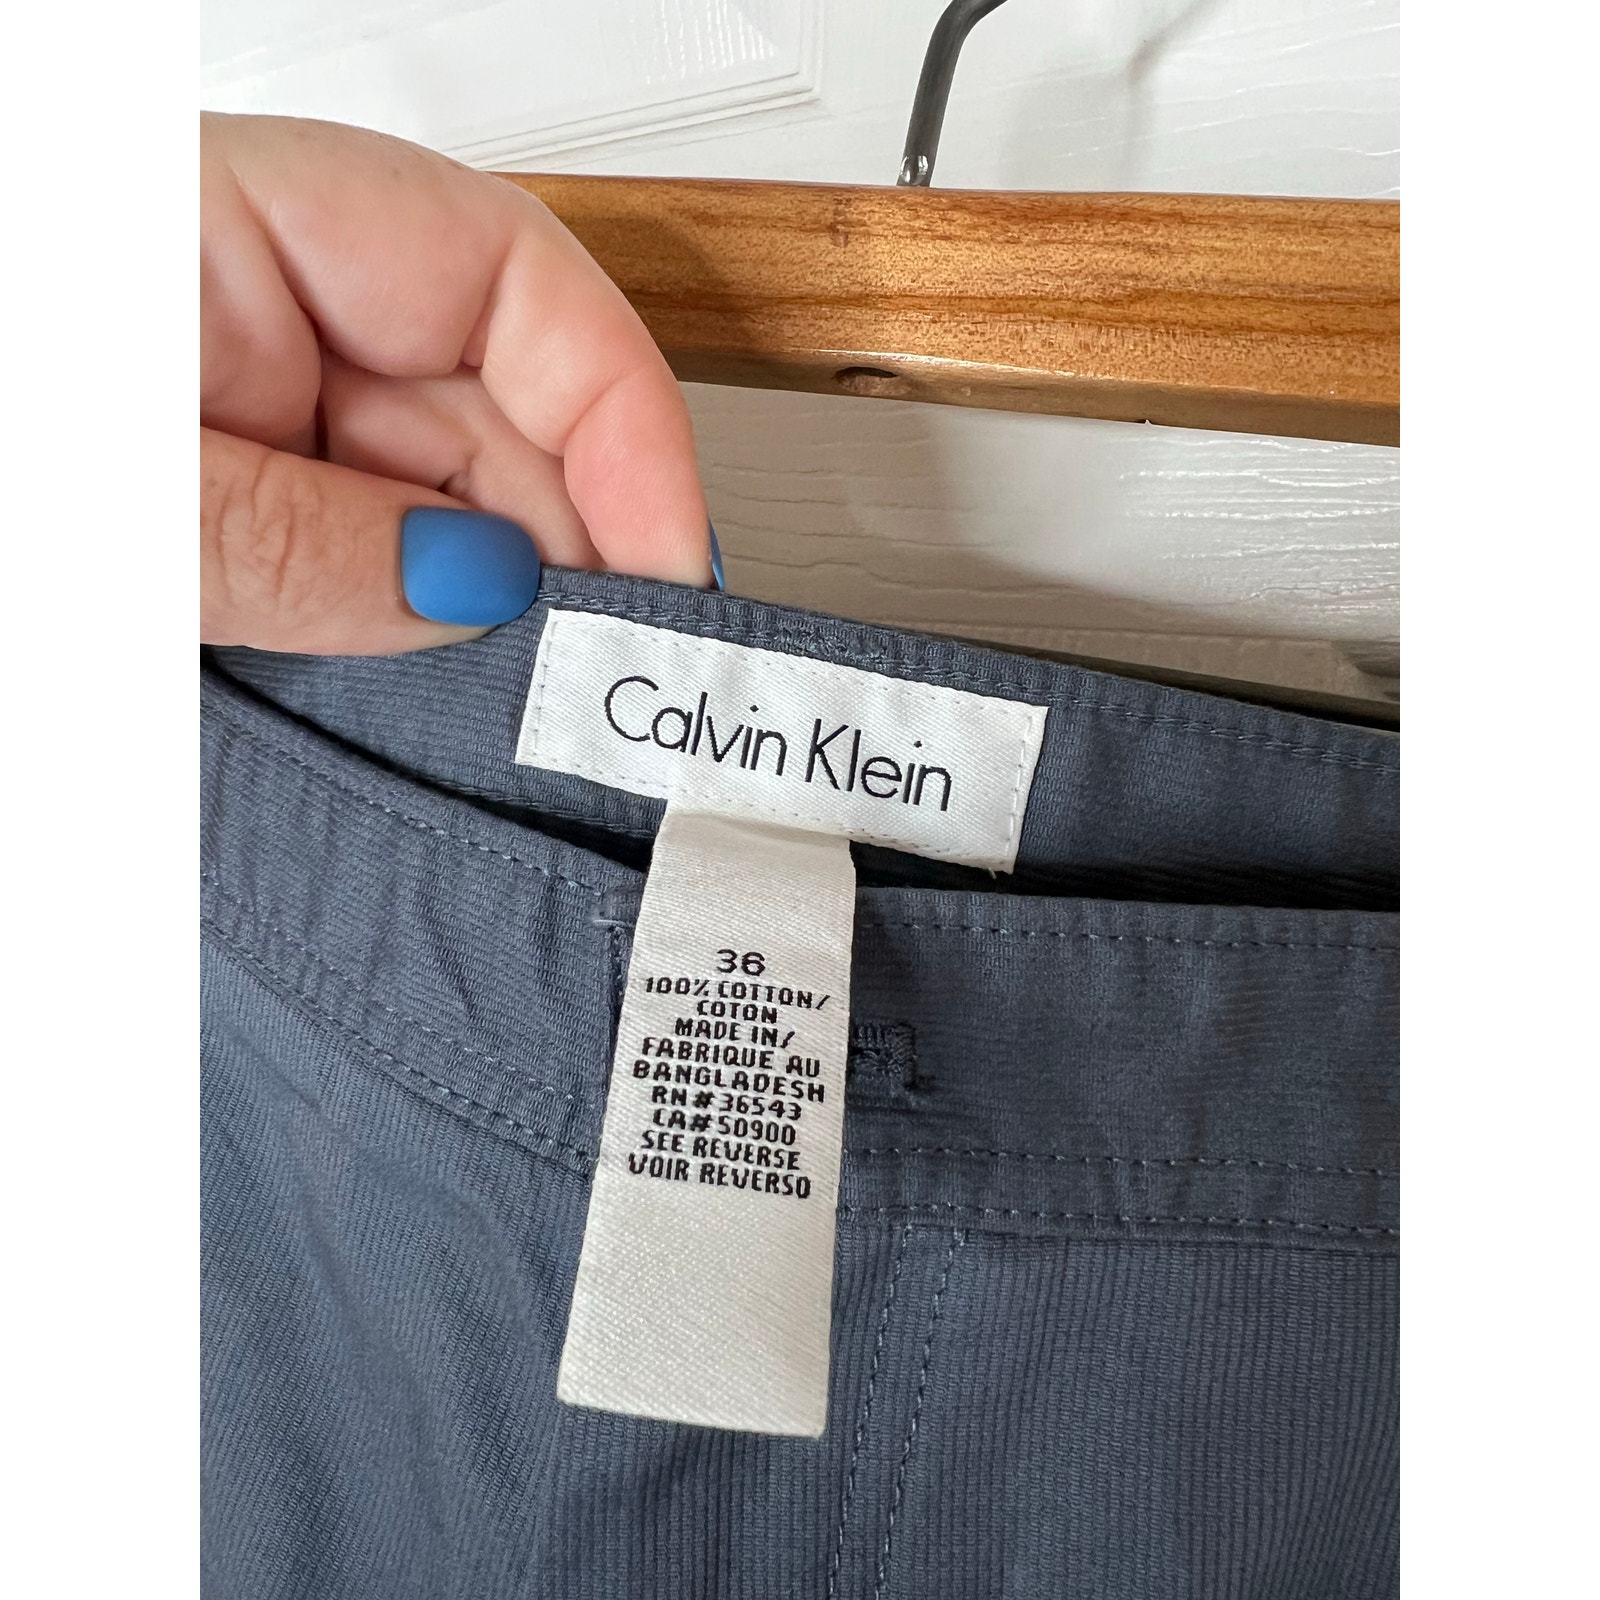 Calvin Klein
36
100% COTTON/
COTON
MADE IN/
FABRIQUE AU
BANGLADESH
RN#36543
CA#50900
SEE REVERSE
VOIR REVERSO